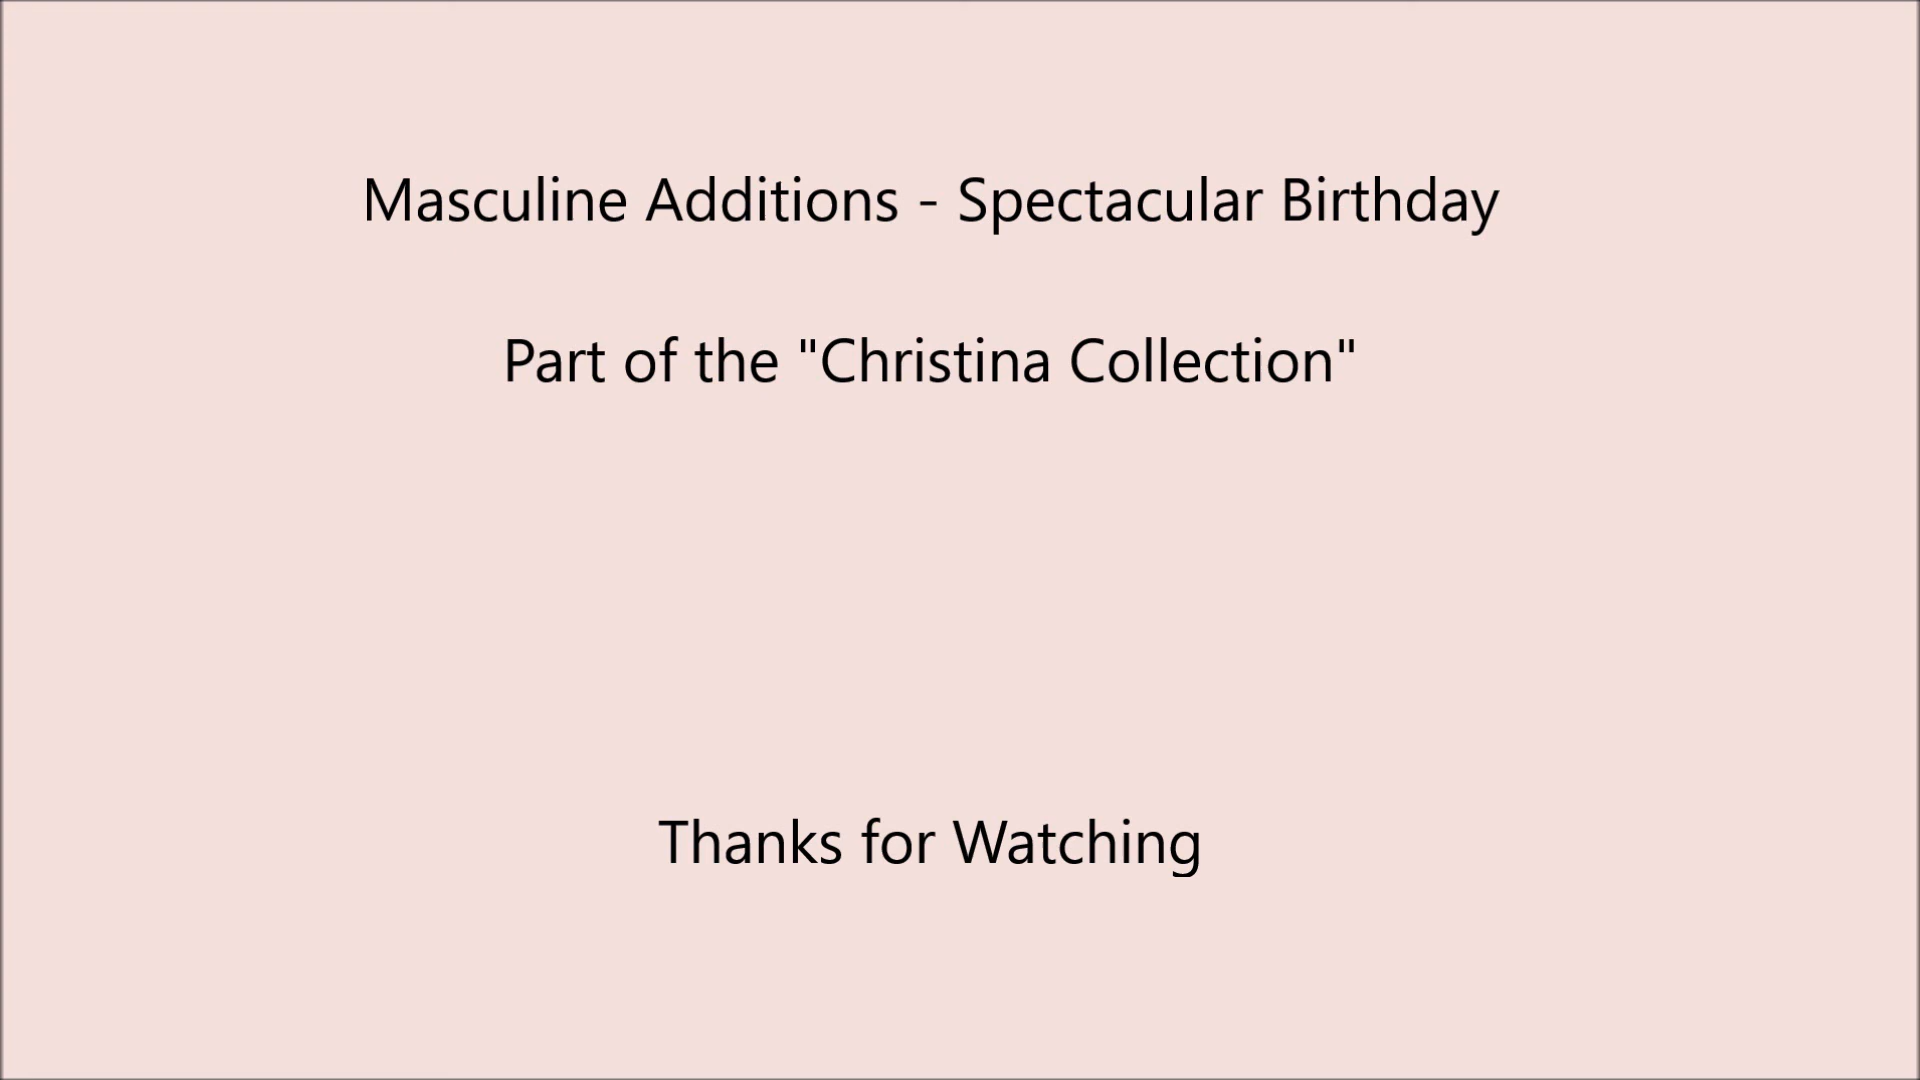 Masculine Additions - Spectacular Birthday
Part of the "Christina Collection"
Thanks for Watching